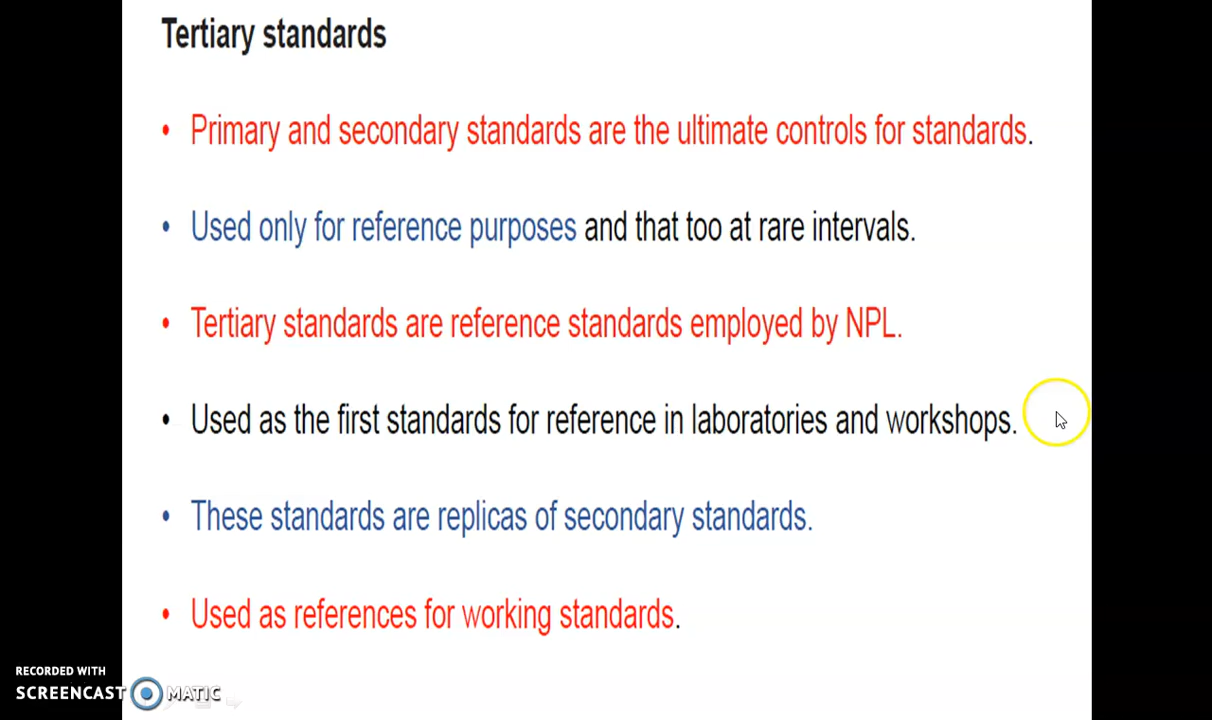 Tertiary standards
• Primary and secondary standards are the ultimate controls for standards.
• Used only for reference purposes and that too at rare intervals.
• Tertiary standards are reference standards employed by NPL.
• Used as the first standards for reference in laboratories and workshops.
• These standards are replicas of secondary standards.
• Used as references for working standards.
RECORDED WITH
SCREENCAST MATIC